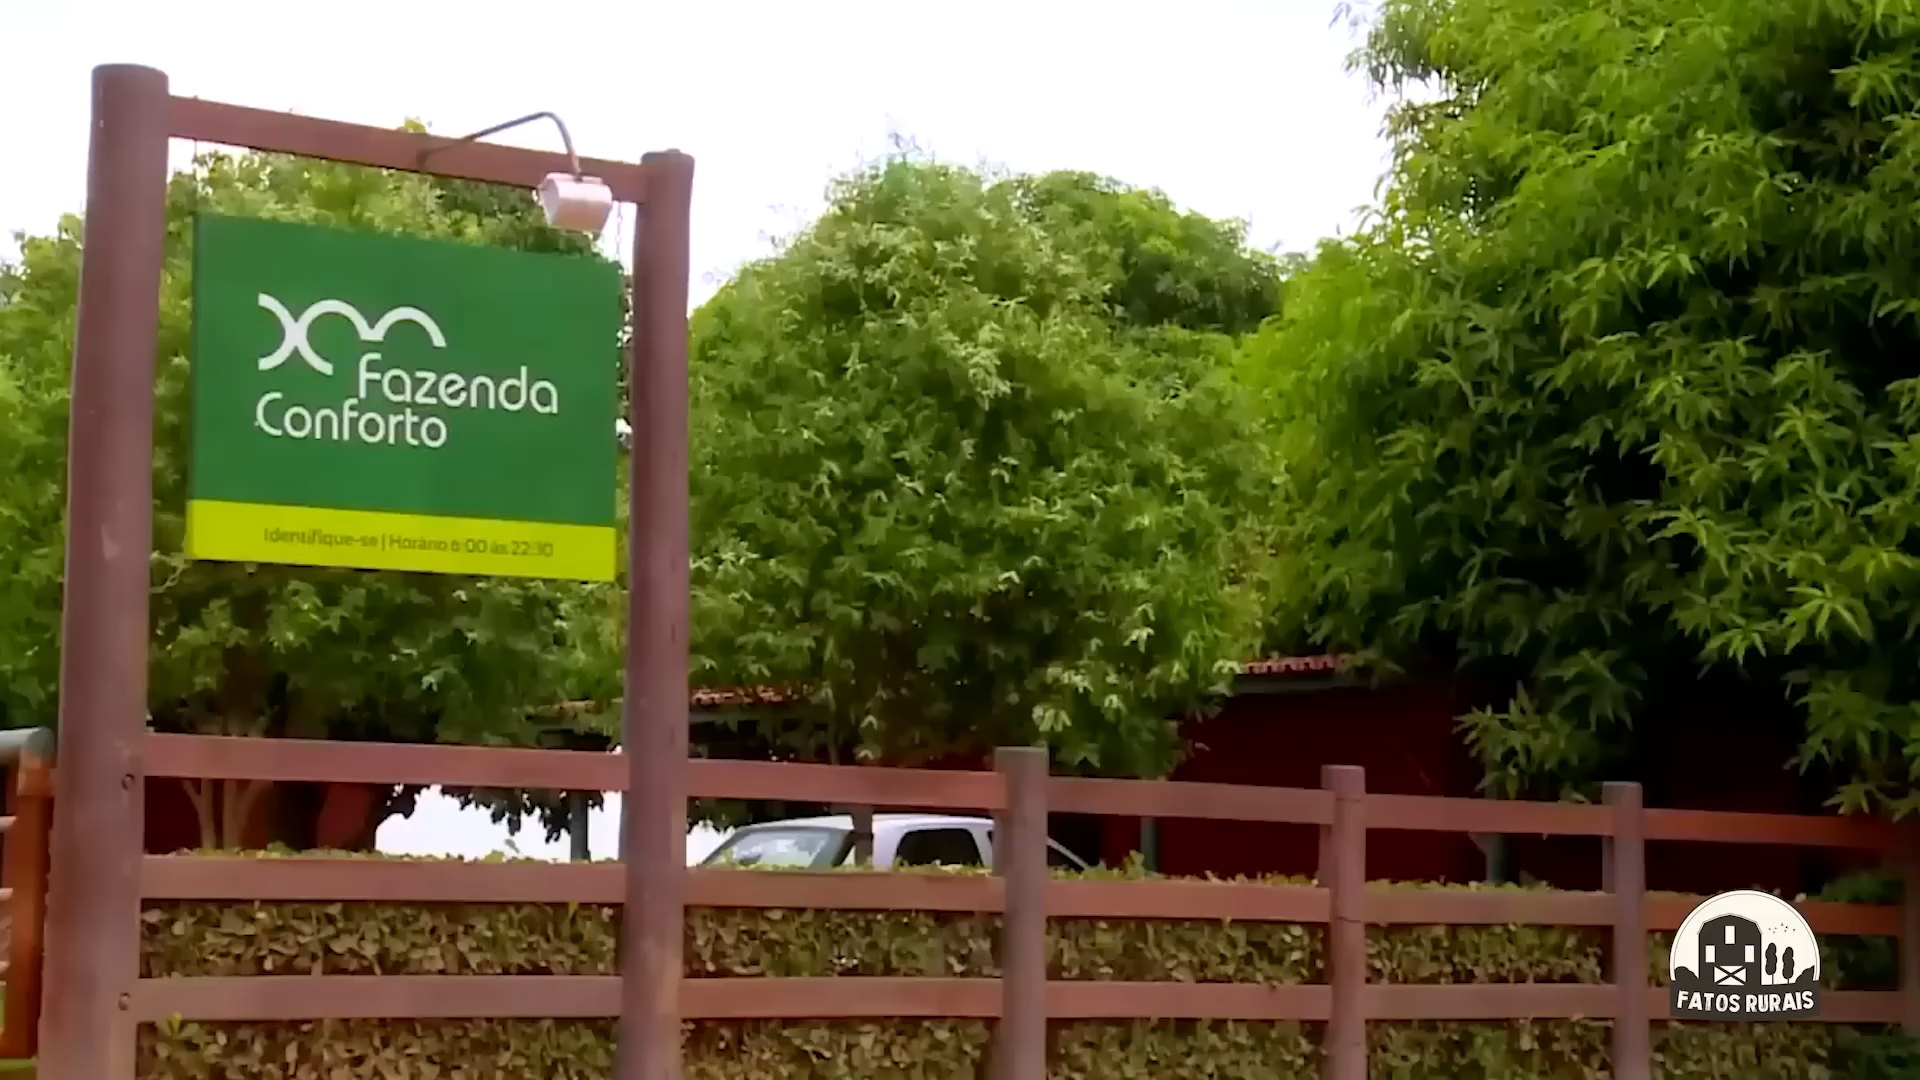 Fazenda
Conforto
Identifique-se | Horário 6:00 às 22:30
FATOS RURAIS